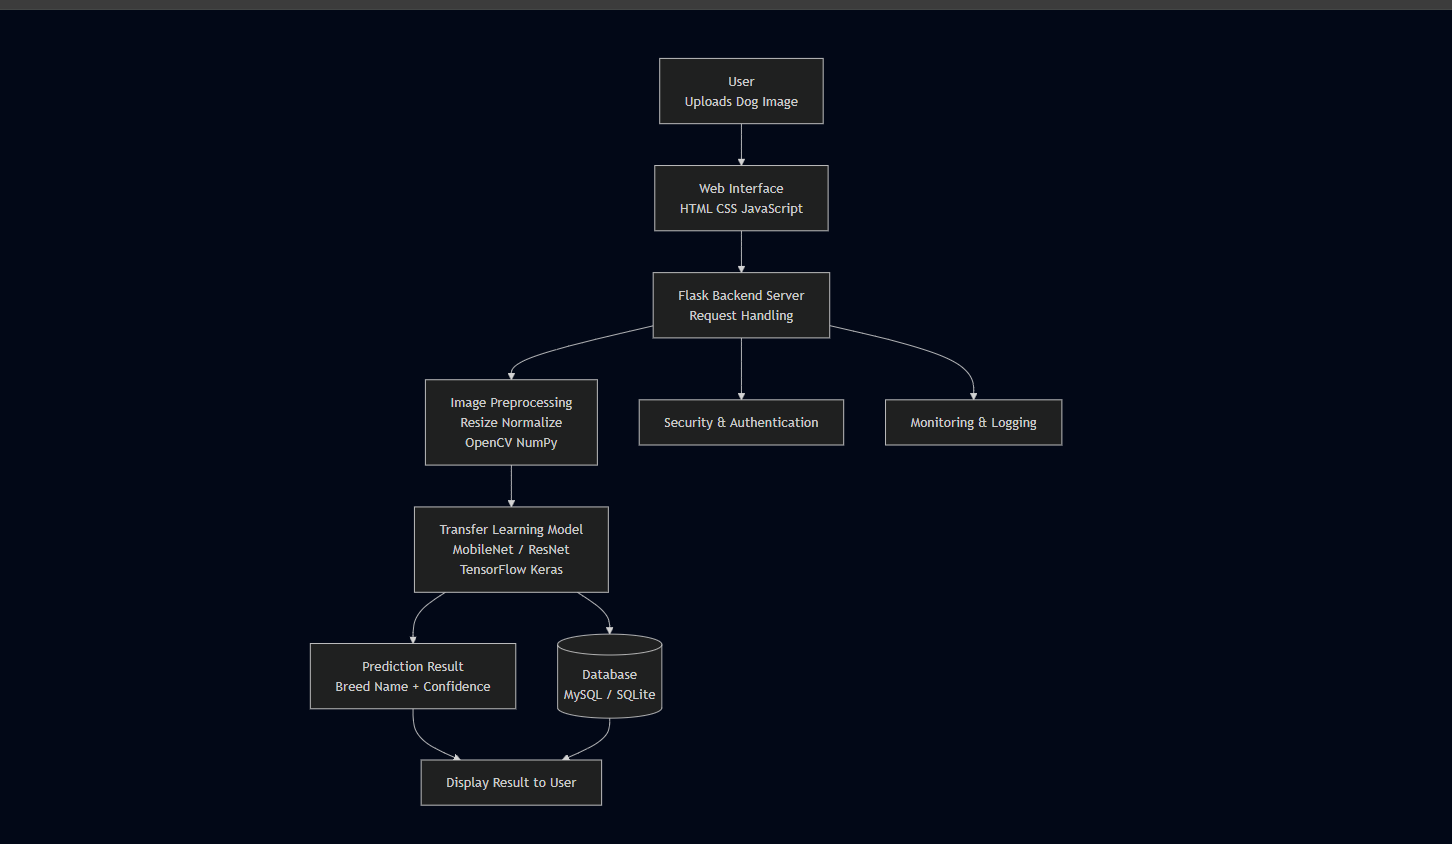 User
Uploads Dog Image
Web Interface
HTML CSS JavaScript
Flask Backend Server
Request Handling
Image Preprocessing
Resize Normalize
OpenCV NumPy
Security & Authentication
Monitoring & Logging
Transfer Learning Model
MobileNet / ResNet
TensorFlow Keras
Prediction Result
Breed Name + Confidence
Database
MySQL / SQLite
Display Result to User